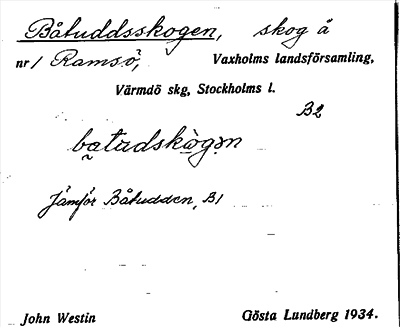 Båtuddsskogen, skog å
nr 1 Ramsö, Vaxholms landsförsamling,
Värmdö skg, Stockholms l.
B2
batudskògən
Jämför Båtudden, B1
John Westin Gösta Lundberg 1934.